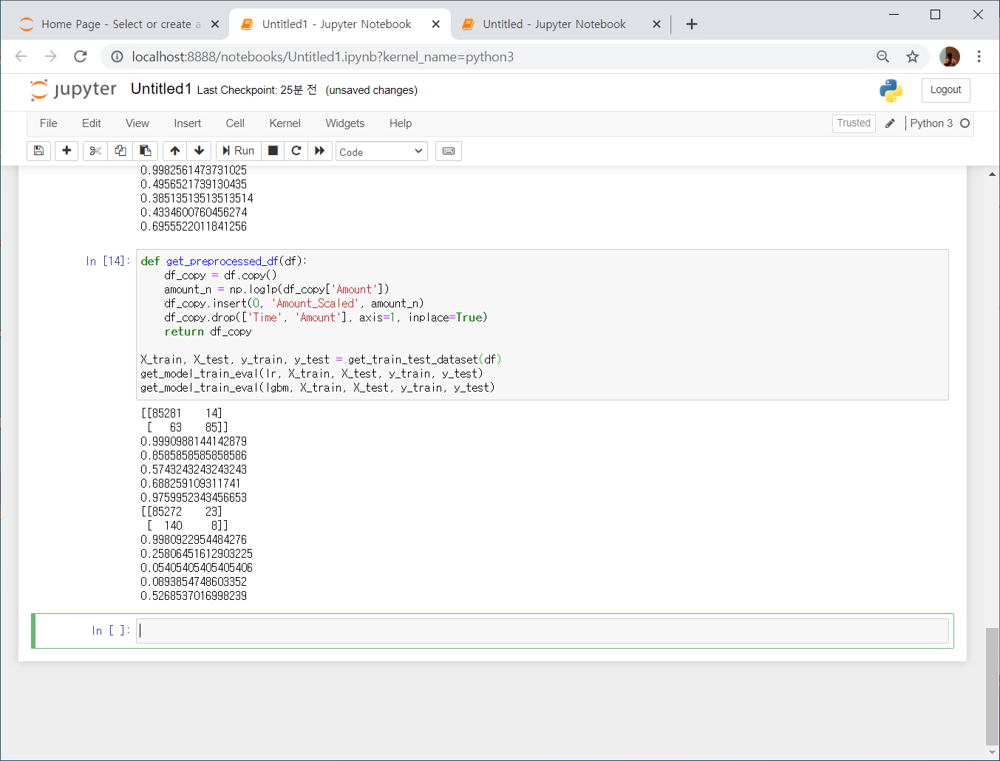 Home Page - Select or create a
Untitled1 - Jupyter Notebook
Untitled - Jupyter Notebook
localhost:8888/notebooks/Untitled1.ipynb?kernel_name=python3
jupyter Untitled1 Last Checkpoint: 25분 전 (unsaved changes)
Logout
File Edit View Insert Cell Kernel Widgets Help
Trusted Python 3
Run Code
0.9982561473731025
0.4956521739130435
0.38513513513513514
0.4334600760456274
0.6955522011841256
In [14]:
def get_preprocessed_df(df):
    df_copy = df.copy()
    amount_n = np.log1p(df_copy['Amount'])
    df_copy.insert(0, 'Amount_Scaled', amount_n)
    df_copy.drop(['Time', 'Amount'], axis=1, inplace=True)
    return df_copy
X_train, X_test, y_train, y_test = get_train_test_dataset(df)
get_model_train_eval(lr, X_train, X_test, y_train, y_test)
get_model_train_eval(lgbm, X_train, X_test, y_train, y_test)
[[85281    14]
 [   63    85]]
0.9990988144142879
0.8585858585858586
0.5743243243243243
0.688259109311741
0.9759952343456653
[[85272    23]
 [  140     8]]
0.9980922954484276
0.25806451612903225
0.05405405405405406
0.0893854748603352
0.5268537016998239
In [ ]: